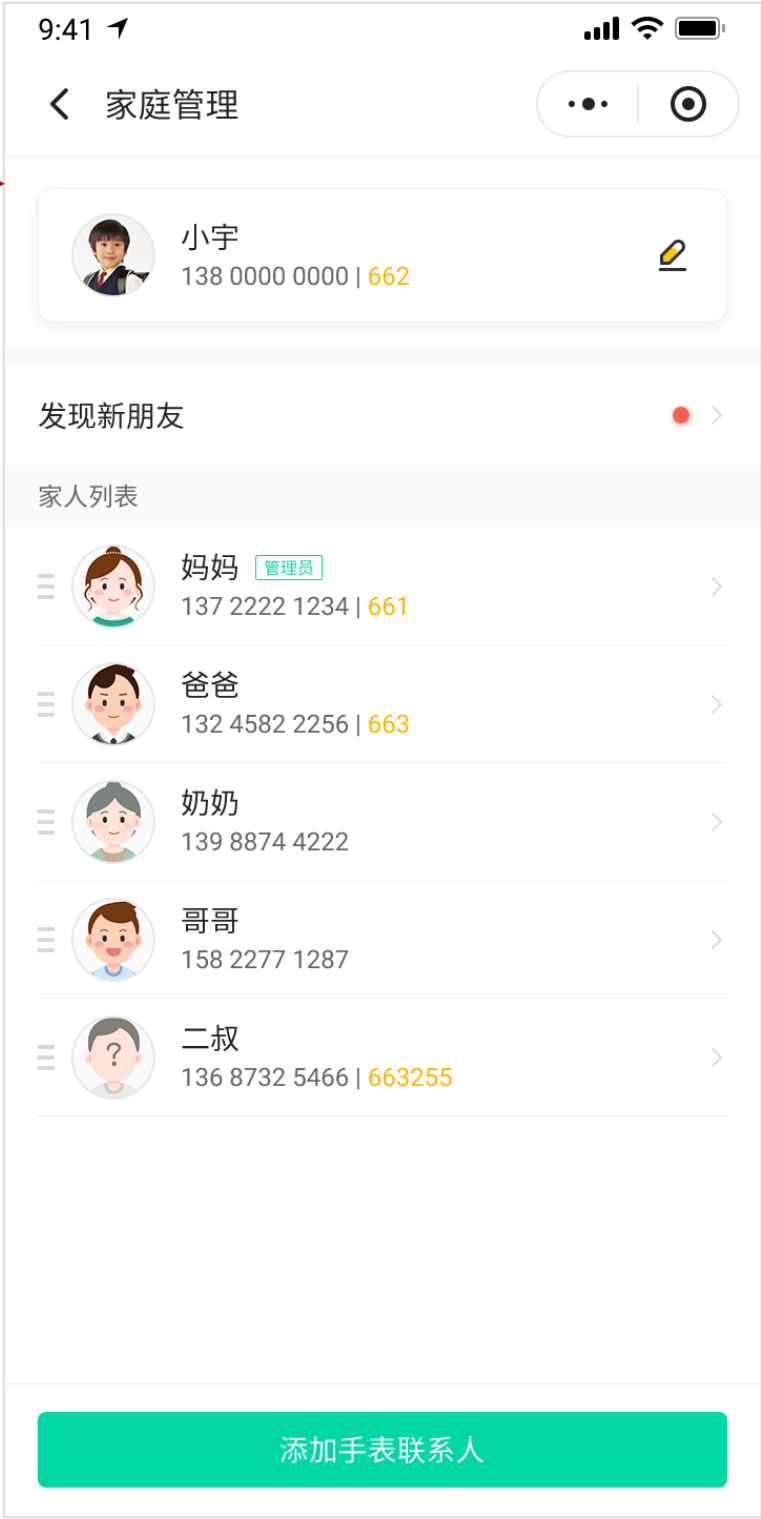 9:41
家庭管理
小宇
138 0000 0000 | 662
发现新朋友
家人列表
妈妈 管理员
137 2222 1234 | 661
爸爸
132 4582 2256 | 663
奶奶
139 8874 4222
哥哥
158 2277 1287
?
二叔
136 8732 5466 | 663255
添加手表联系人